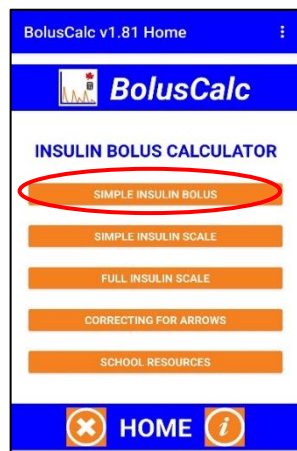 BolusCalc v1.81 Home
BolusCalc
INSULIN BOLUS CALCULATOR
SIMPLE INSULIN BOLUS
SIMPLE INSULIN SCALE
FULL INSULIN SCALE
CORRECTING FOR ARROWS
SCHOOL RESOURCES
HOME i